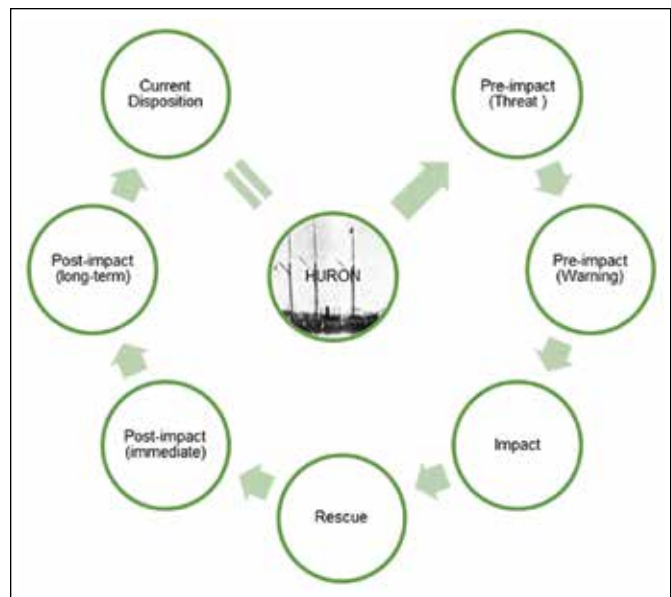 Current
Disposition
Pre-impact
(Threat )
Post-impact
(long-term)
HURON
Pre-impact
(Warning)
Post-impact
(immediate)
Impact
Rescue